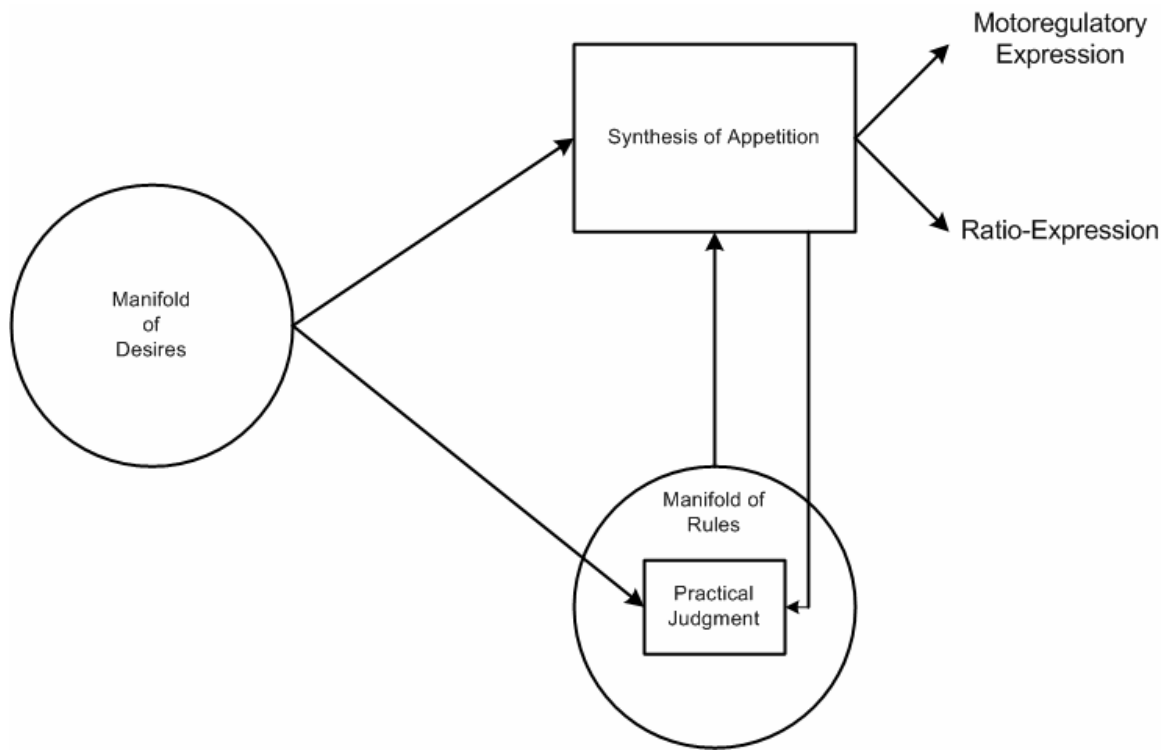 Motoregulatory
Expression
Synthesis of Appetition
Ratio-Expression
Manifold
of
Desires
Manifold of
Rules
Practical
Judgment